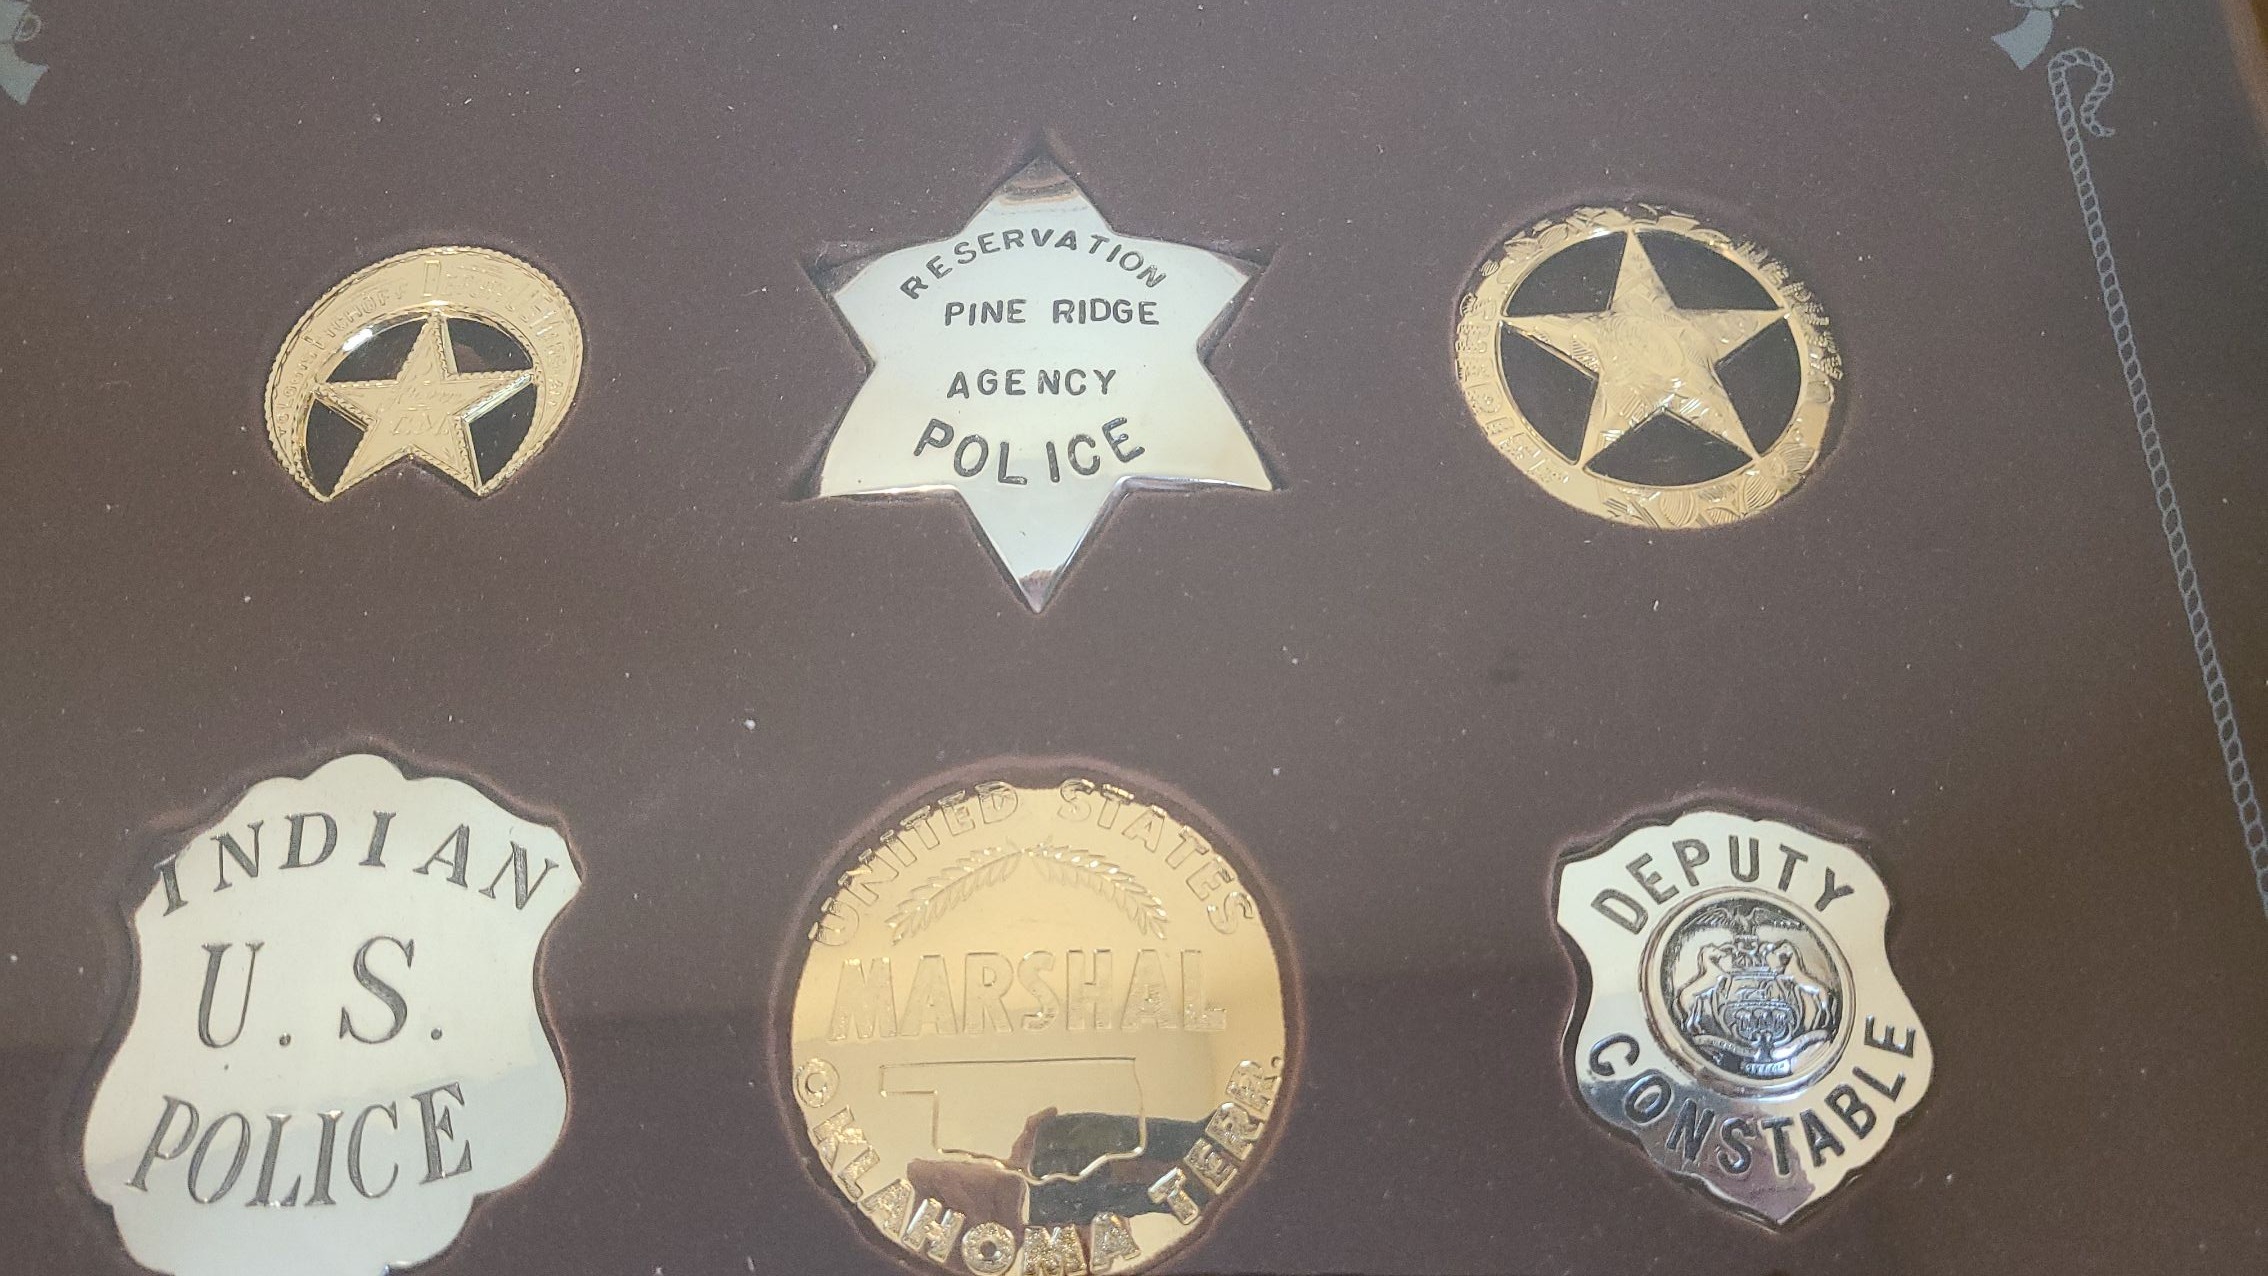 RESERVATION
PINE RIDGE
AGENCY
POLICE
INDIAN
U. S.
POLICE
UNITED STATES
MARSHAL
OKLAHOMA TERR.
DEPUTY
CONSTABLE